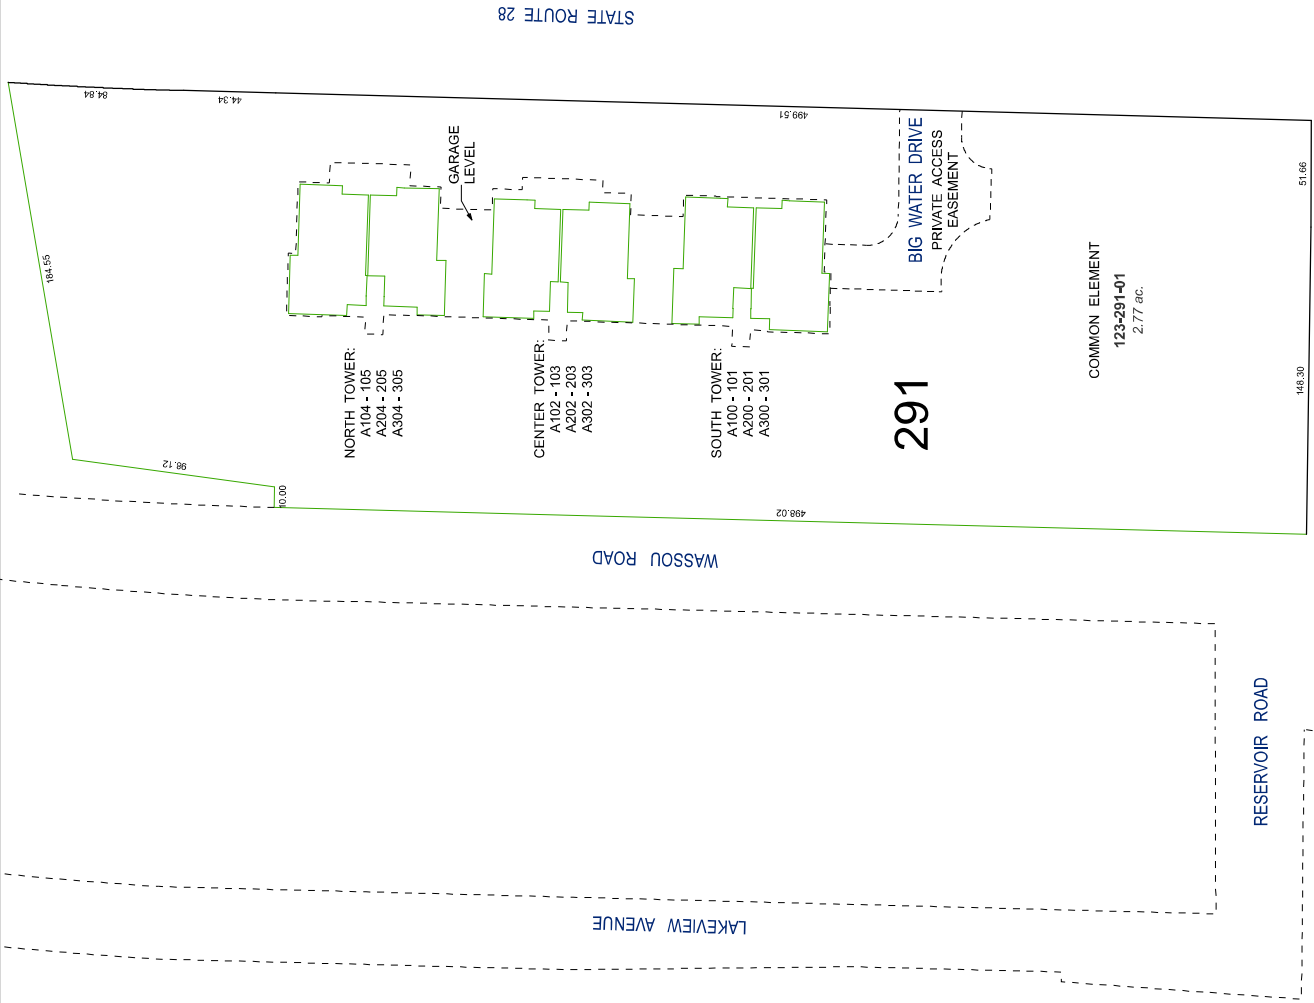 STATE ROUTE 28
84.84
44.34
499.51
184.55
GARAGE
LEVEL
BIG WATER DRIVE
PRIVATE ACCESS
EASEMENT
51.66
COMMON ELEMENT
123-291-01
2.77 ac.
148.30
NORTH TOWER:
A104 - 105
A204 - 205
A304 - 305
CENTER TOWER:
A102 - 103
A202 - 203
A302 - 303
SOUTH TOWER:
A100 - 101
A200 - 201
A300 - 301
291
98.12
10.00
498.02
WASSOU ROAD
RESERVOIR ROAD
LAKEVIEW AVENUE